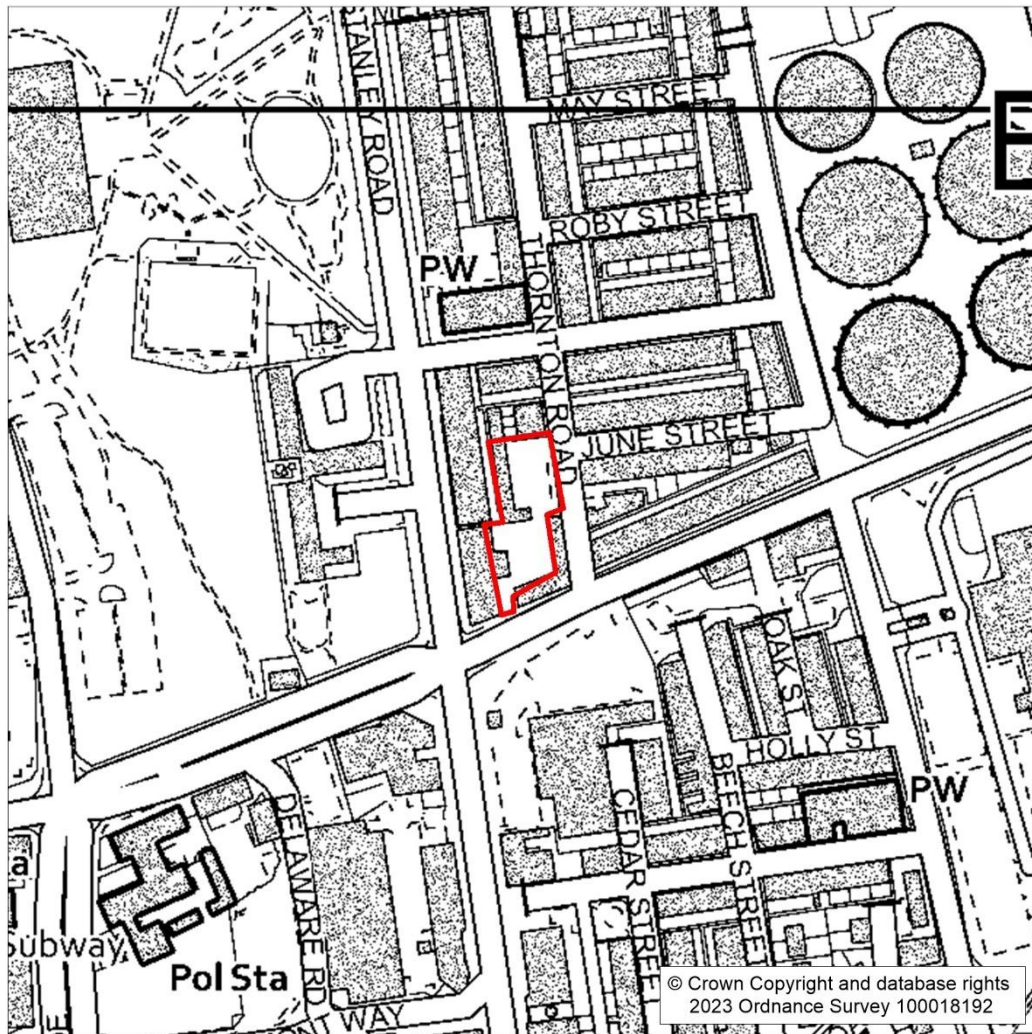 STANLEY ROAD
MAY STREET
E
ROBY STREET
PW
THORNTON ROAD
JUNE STREET
OAK ST
HOLLY ST
BEECH STREET
PW
CEDAR STREET
DELAWARE RD
Subway
Pol Sta
WAY
© Crown Copyright and database rights
2023 Ordnance Survey 100018192